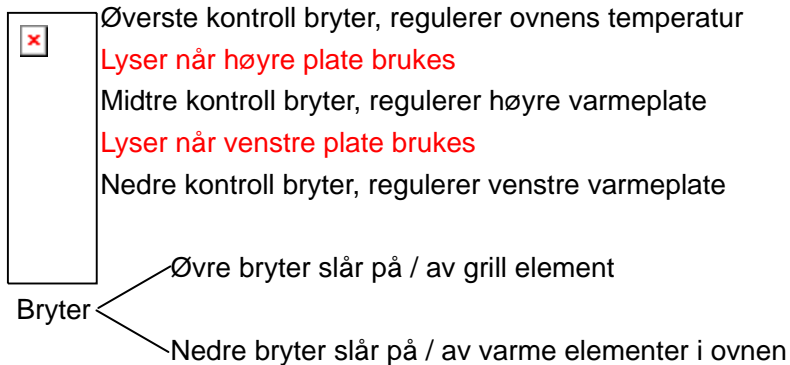 Øverste kontroll bryter, regulerer ovnens temperatur
Lyser når høyre plate brukes
Midtre kontroll bryter, regulerer høyre varmeplate
Lyser når venstre plate brukes
Nedre kontroll bryter, regulerer venstre varmeplate
Øvre bryter slår på / av grill element
Bryter
Nedre bryter slår på / av varme elementer i ovnen